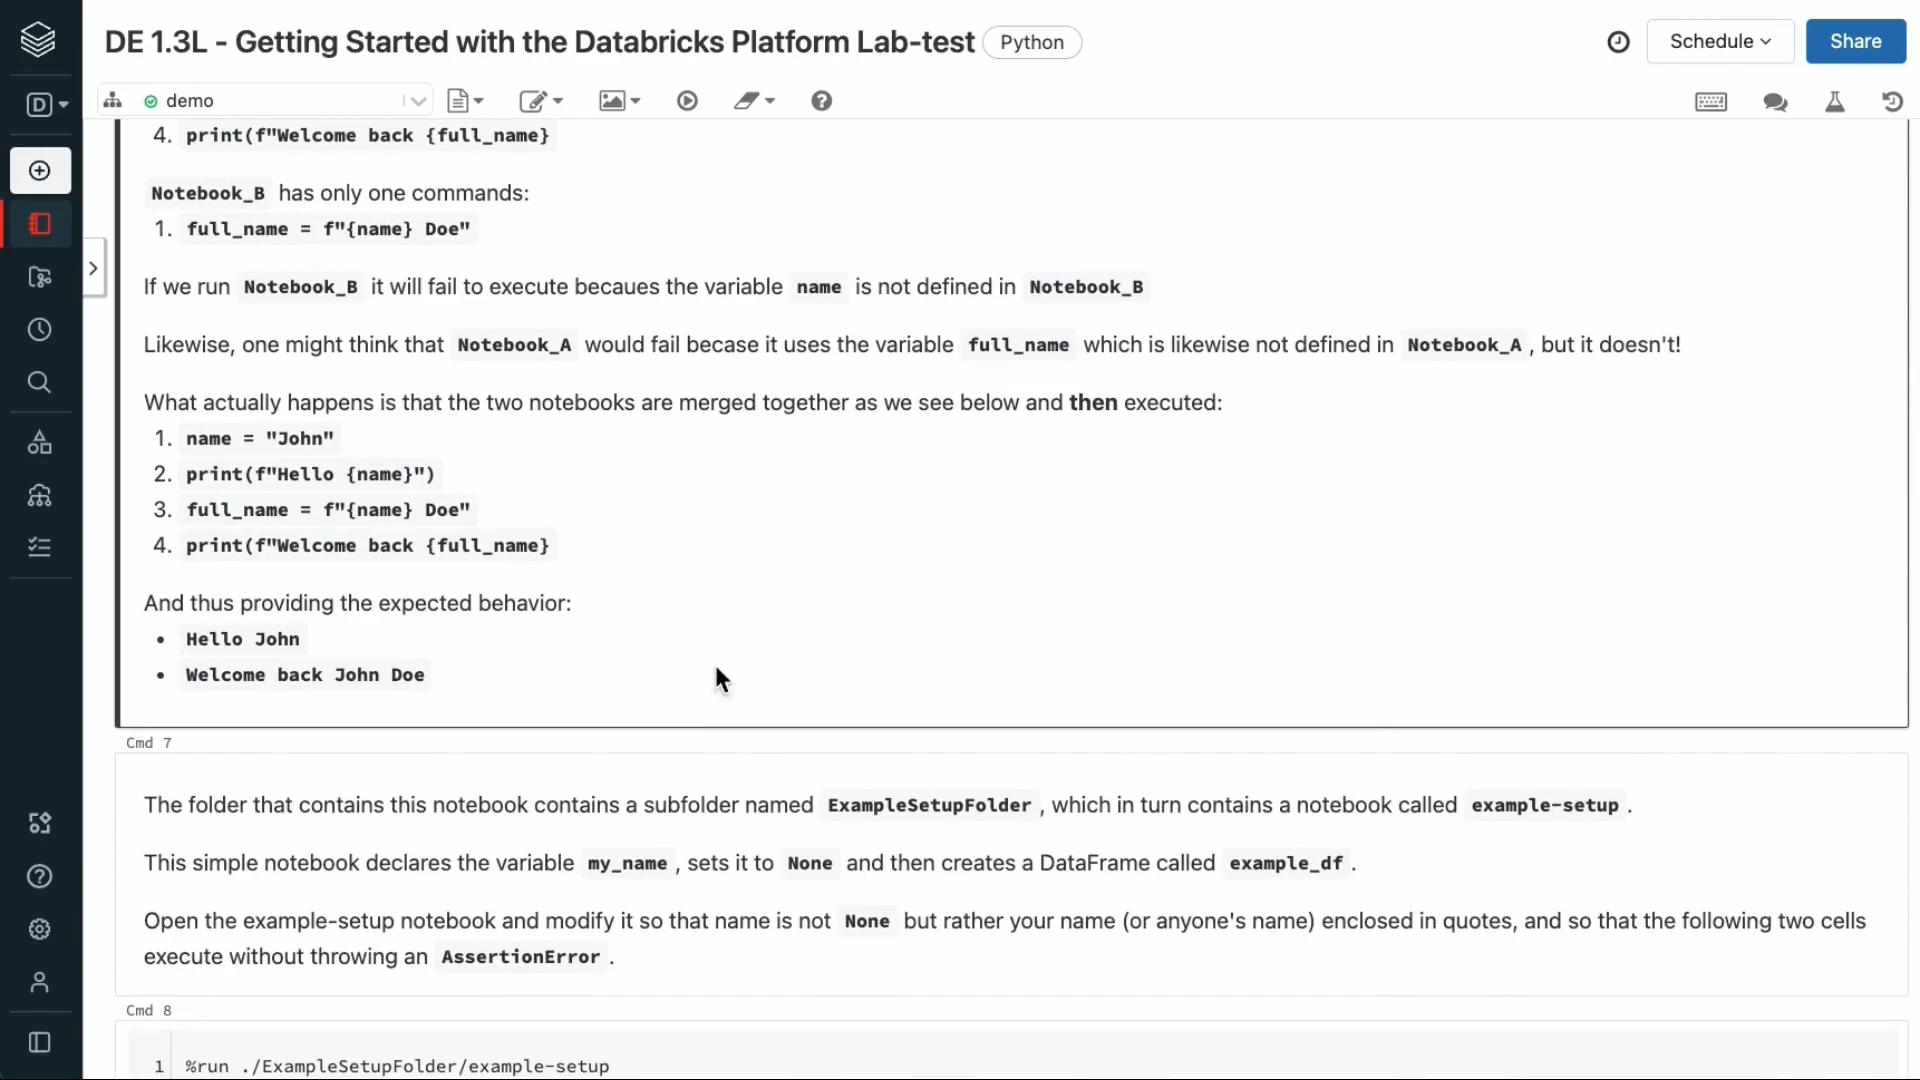 DE 1.3L - Getting Started with the Databricks Platform Lab-test Python
Schedule
Share
D
demo
4. print(f"Welcome back {full_name}
Notebook_B has only one commands:
1. full_name = f"{name} Doe"
If we run Notebook_B it will fail to execute becaues the variable name is not defined in Notebook_B
Likewise, one might think that Notebook_A would fail becase it uses the variable full_name which is likewise not defined in Notebook_A , but it doesn't!
What actually happens is that the two notebooks are merged together as we see below and then executed:
1. name = "John"
2. print(f"Hello {name}")
3. full_name = f"{name} Doe"
4. print(f"Welcome back {full_name}
And thus providing the expected behavior:
• Hello John
• Welcome back John Doe
Cmd 7
The folder that contains this notebook contains a subfolder named ExampleSetupFolder , which in turn contains a notebook called example-setup .
This simple notebook declares the variable my_name , sets it to None and then creates a DataFrame called example_df .
Open the example-setup notebook and modify it so that name is not None but rather your name (or anyone's name) enclosed in quotes, and so that the following two cells
execute without throwing an AssertionError .
Cmd 8
1 %run ./ExampleSetupFolder/example-setup